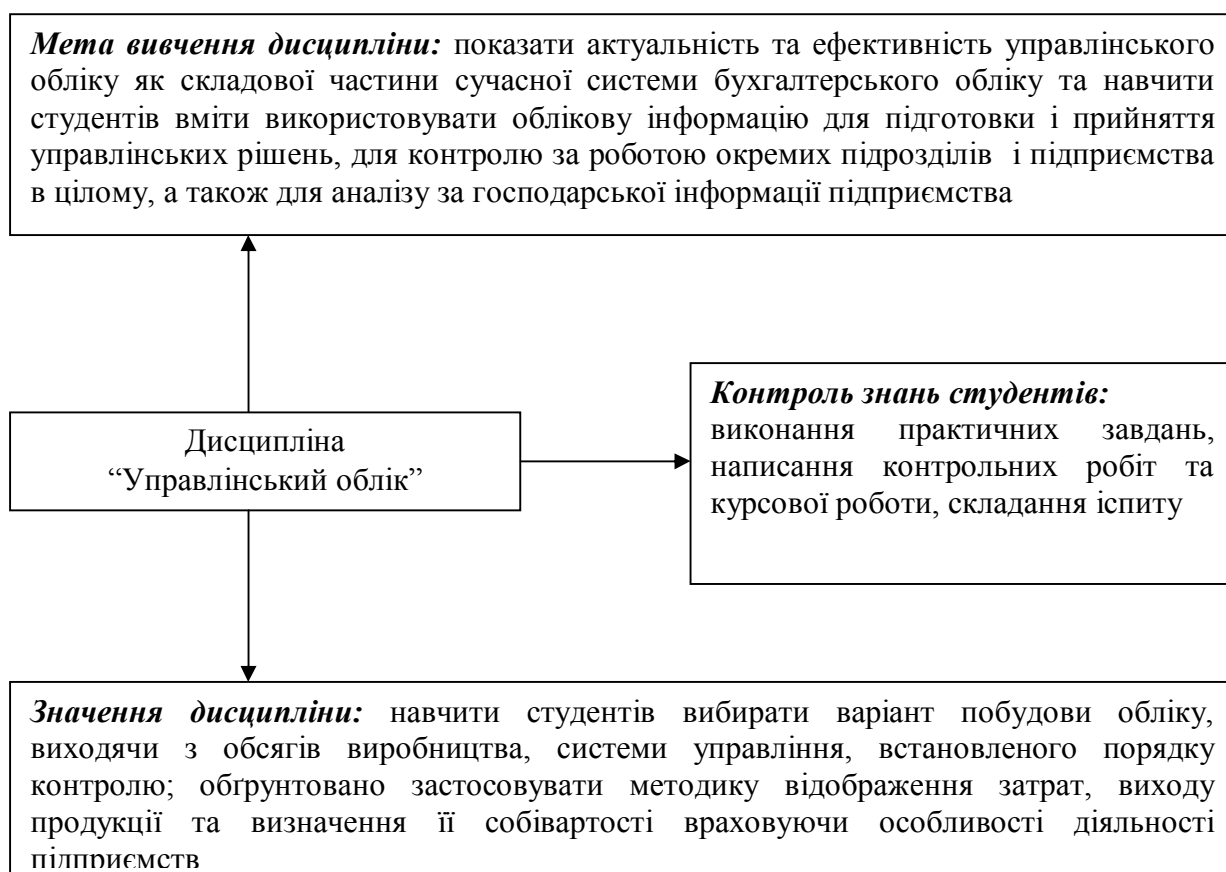 Мета вивчення дисципліни: показати актуальність та ефективність управлінського
обліку як складової частини сучасної системи бухгалтерського обліку та навчити
студентів вміти використовувати облікову інформацію для підготовки і прийняття
управлінських рішень, для контролю за роботою окремих підрозділів і підприємства
в цілому, а також для аналізу за господарської інформації підприємства
Дисципліна
“Управлінський облік”
Контроль знань студентів:
виконання практичних завдань,
написання контрольних робіт та
курсової роботи, складання іспиту
Значення дисципліни: навчити студентів вибирати варіант побудови обліку,
виходячи з обсягів виробництва, системи управління, встановленого порядку
контролю; обґрунтовано застосовувати методику відображення затрат, виходу
продукції та визначення її собівартості враховуючи особливості діяльності
підприємств